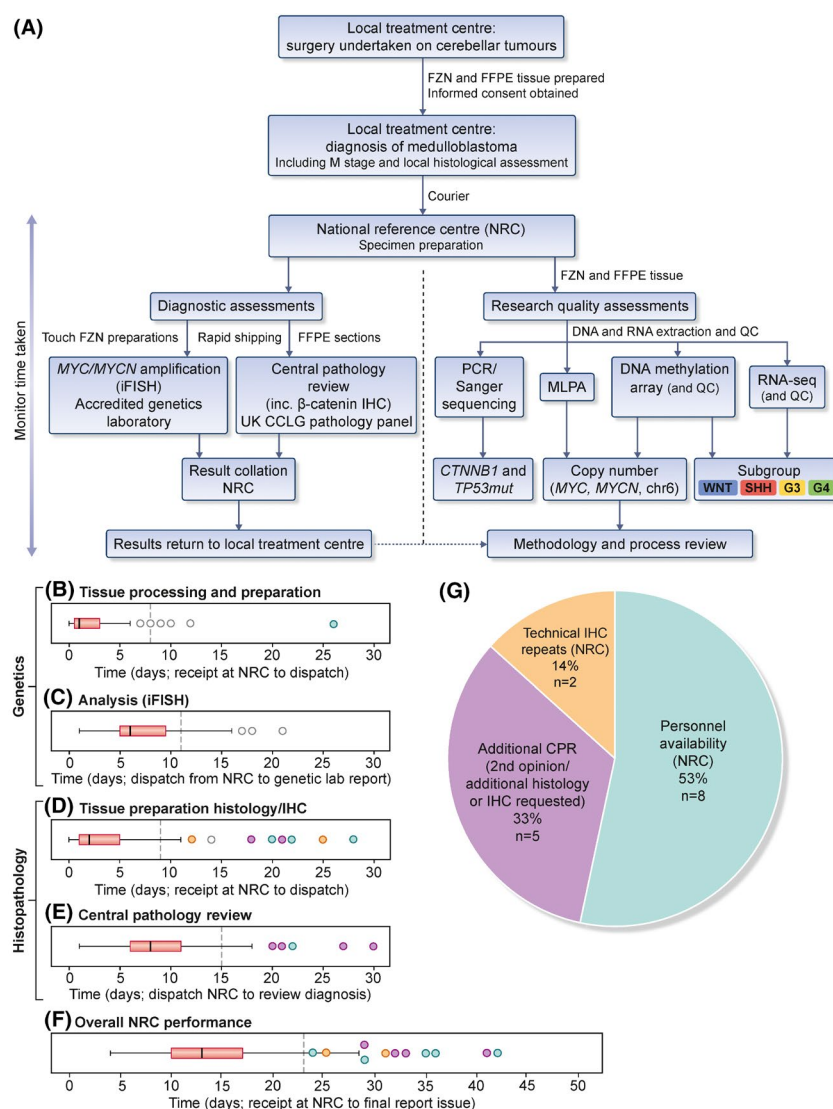 (A)
Local treatment centre:
surgery undertaken on cerebellar tumours
FZN and FFPE tissue prepared
Informed consent obtained
Local treatment centre:
diagnosis of medulloblastoma
Including M stage and local histological assessment
Courier
National reference centre (NRC)
Specimen preparation
FZN and FFPE tissue
Monitor time taken
Diagnostic assessments
Touch FZN preparations
Rapid shipping
FFPE sections
MYC/MYCN amplification
(iFISH)
Accredited genetics
laboratory
Central pathology
review
(inc. β-catenin IHC)
UK CCLG pathology panel
Result collation
NRC
Results return to local treatment centre
Research quality assessments
DNA and RNA extraction and QC
PCR/
Sanger
sequencing
MLPA
DNA methylation
array (and QC)
RNA-seq
(and QC)
CTNNB1 and
TP53mut
Copy number
(MYC, MYCN, chr6)
Subgroup
WNT SHH G3 G4
Methodology and process review
Genetics
(B) Tissue processing and preparation
0 5 10 15 20 25 30
Time (days; receipt at NRC to dispatch)
(C) Analysis (iFISH)
0 5 10 15 20 25 30
Time (days; dispatch from NRC to genetic lab report)
Histopathology
(D) Tissue preparation histology/IHC
0 5 10 15 20 25 30
Time (days; receipt at NRC to dispatch)
(E) Central pathology review
0 5 10 15 20 25 30
Time (days; dispatch NRC to review diagnosis)
(F) Overall NRC performance
0 5 10 15 20 25 30 35 40 45 50
Time (days; receipt at NRC to final report issue)
(G)
Technical IHC
repeats (NRC)
14%
n=2
Personnel
availability
(NRC)
53%
n=8
Additional CPR
(2nd opinion/
additional histology
or IHC requested)
33%
n=5